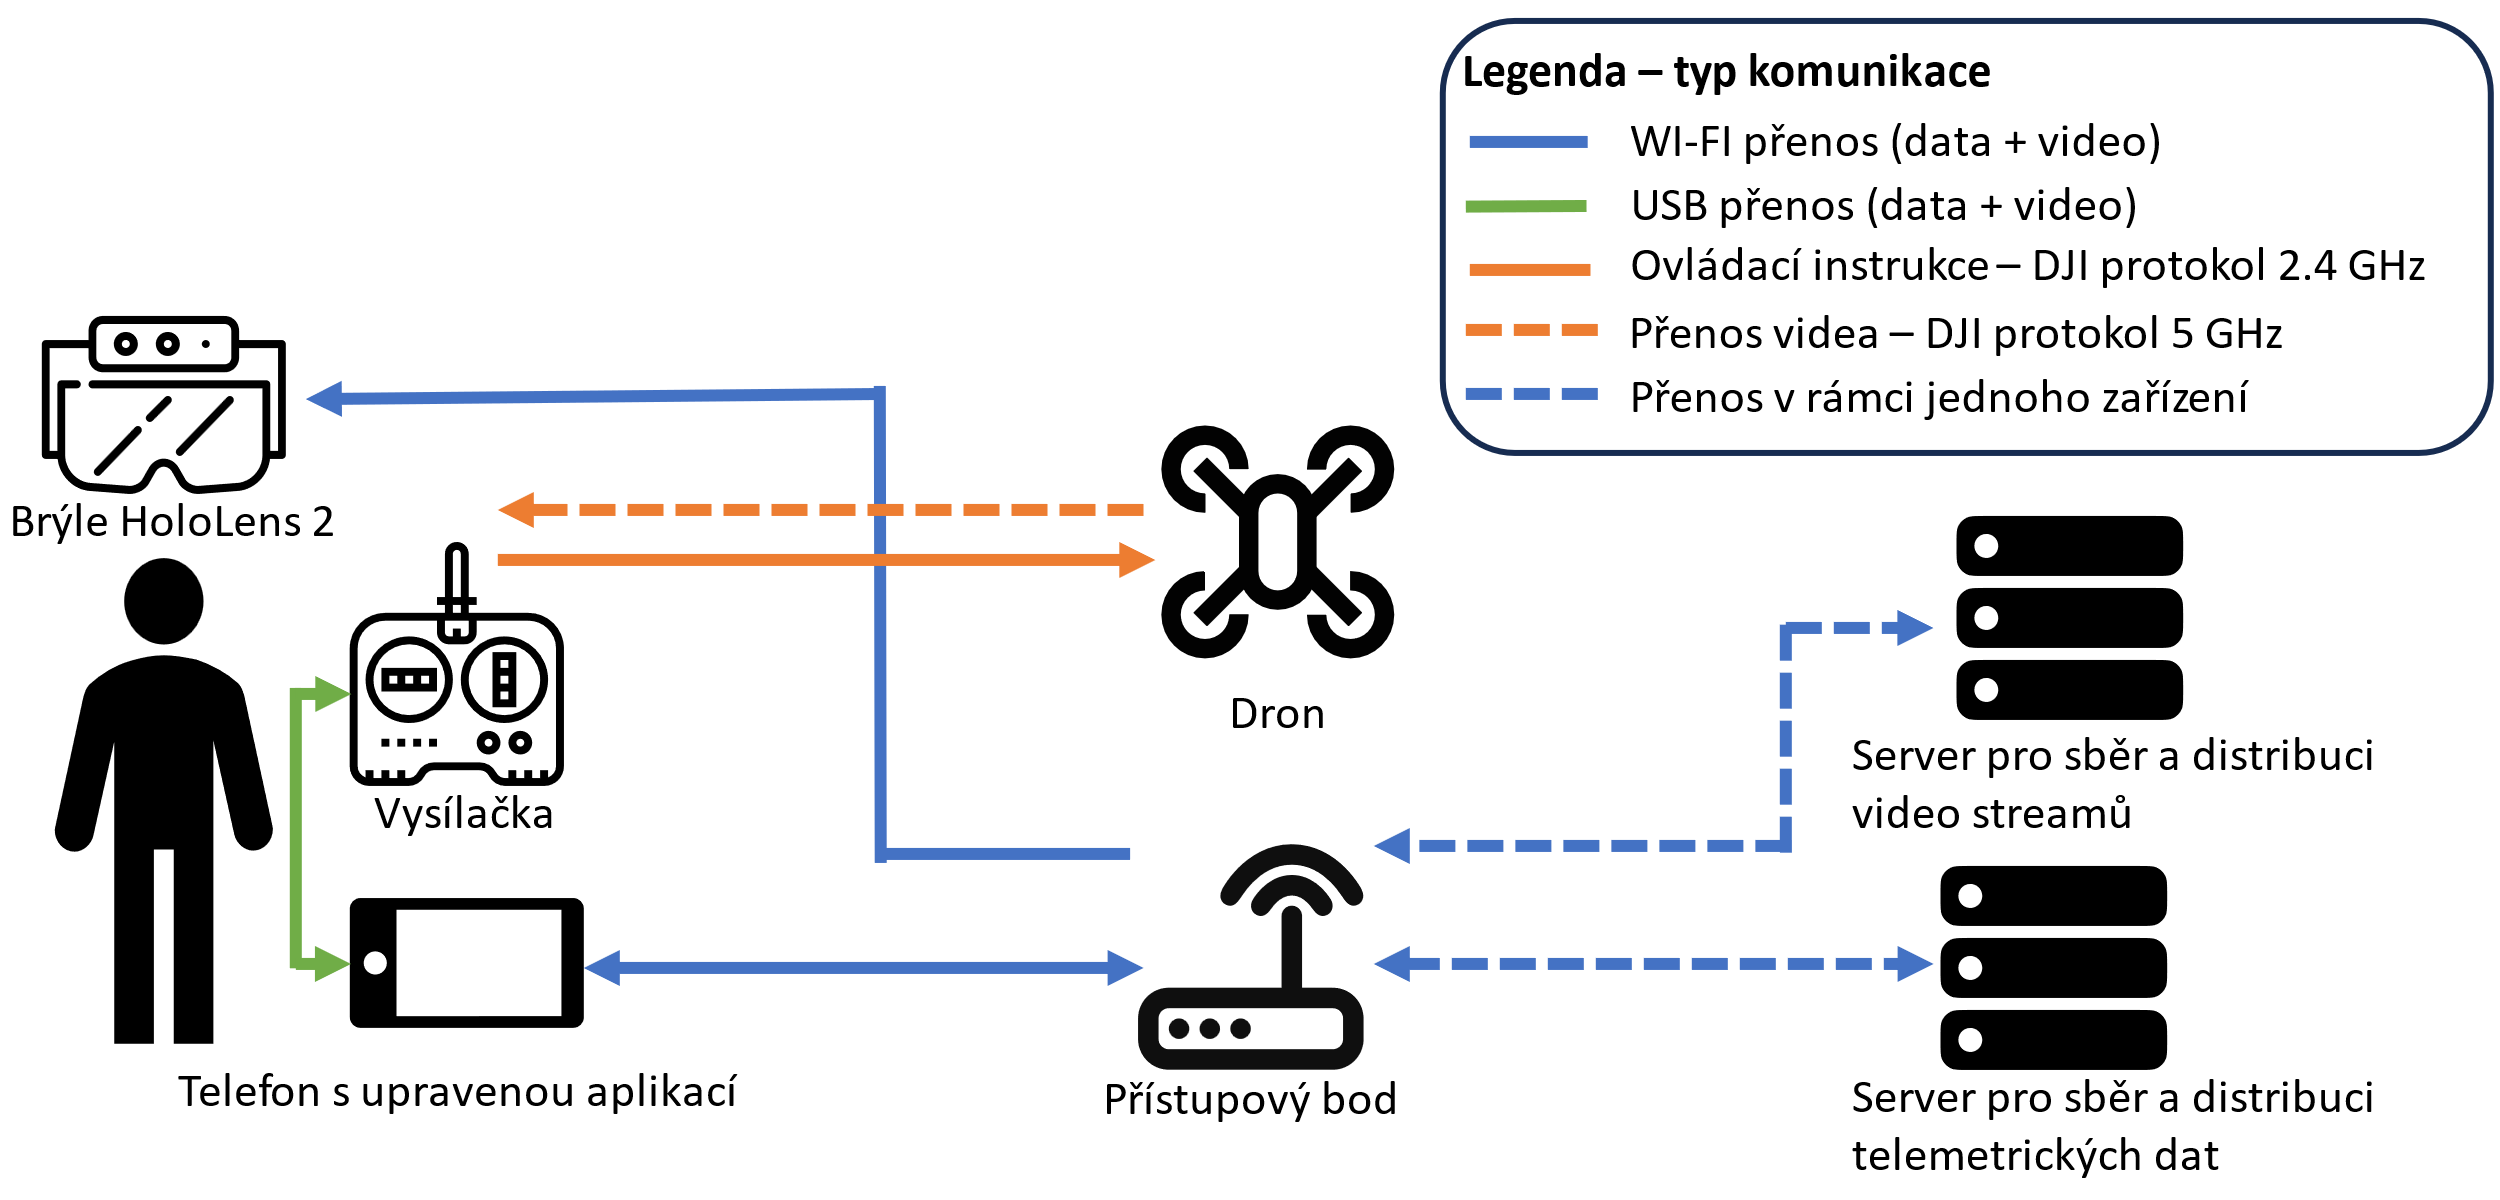 Legenda – typ komunikace
WI-FI přenos (data + video)
USB přenos (data + video)
Ovládací instrukce – DJI protokol 2.4 GHz
Přenos videa – DJI protokol 5 GHz
Přenos v rámci jednoho zařízení
Brýle HoloLens 2
Dron
Vysílačka
Server pro sběr a distribuci
video streamů
Telefon s upravenou aplikací
Přístupový bod
Server pro sběr a distribuci
telemetrických dat